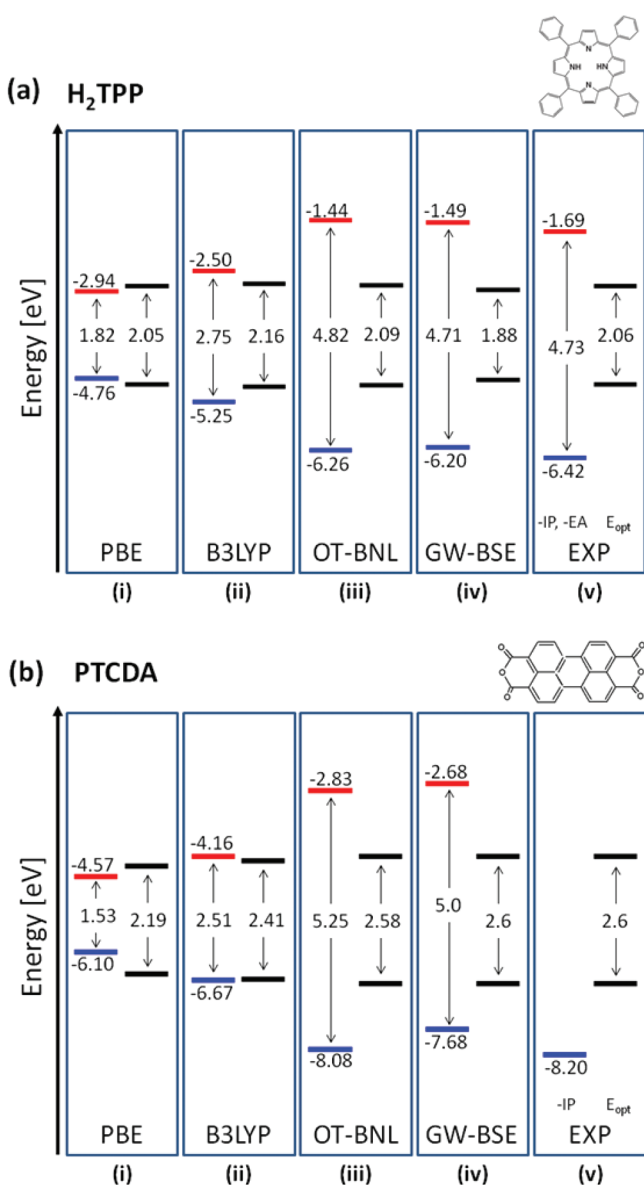 (a) H₂TPP
N
NH HN
N
Energy [eV]
-2.94
1.82 2.05
-4.76
PBE
(i)
-2.50
2.75 2.16
-5.25
B3LYP
(ii)
-1.44
4.82 2.09
-6.26
OT-BNL
(iii)
-1.49
4.71 1.88
-6.20
GW-BSE
(iv)
-1.69
4.73 2.06
-6.42
-IP, -EA Eopt
EXP
(v)
(b) PTCDA
O O
O O
O O
Energy [eV]
-4.57
1.53 2.19
-6.10
PBE
(i)
-4.16
2.51 2.41
-6.67
B3LYP
(ii)
-2.83
5.25 2.58
-8.08
OT-BNL
(iii)
-2.68
5.0 2.6
-7.68
GW-BSE
(iv)
2.6
-8.20
-IP Eopt
EXP
(v)